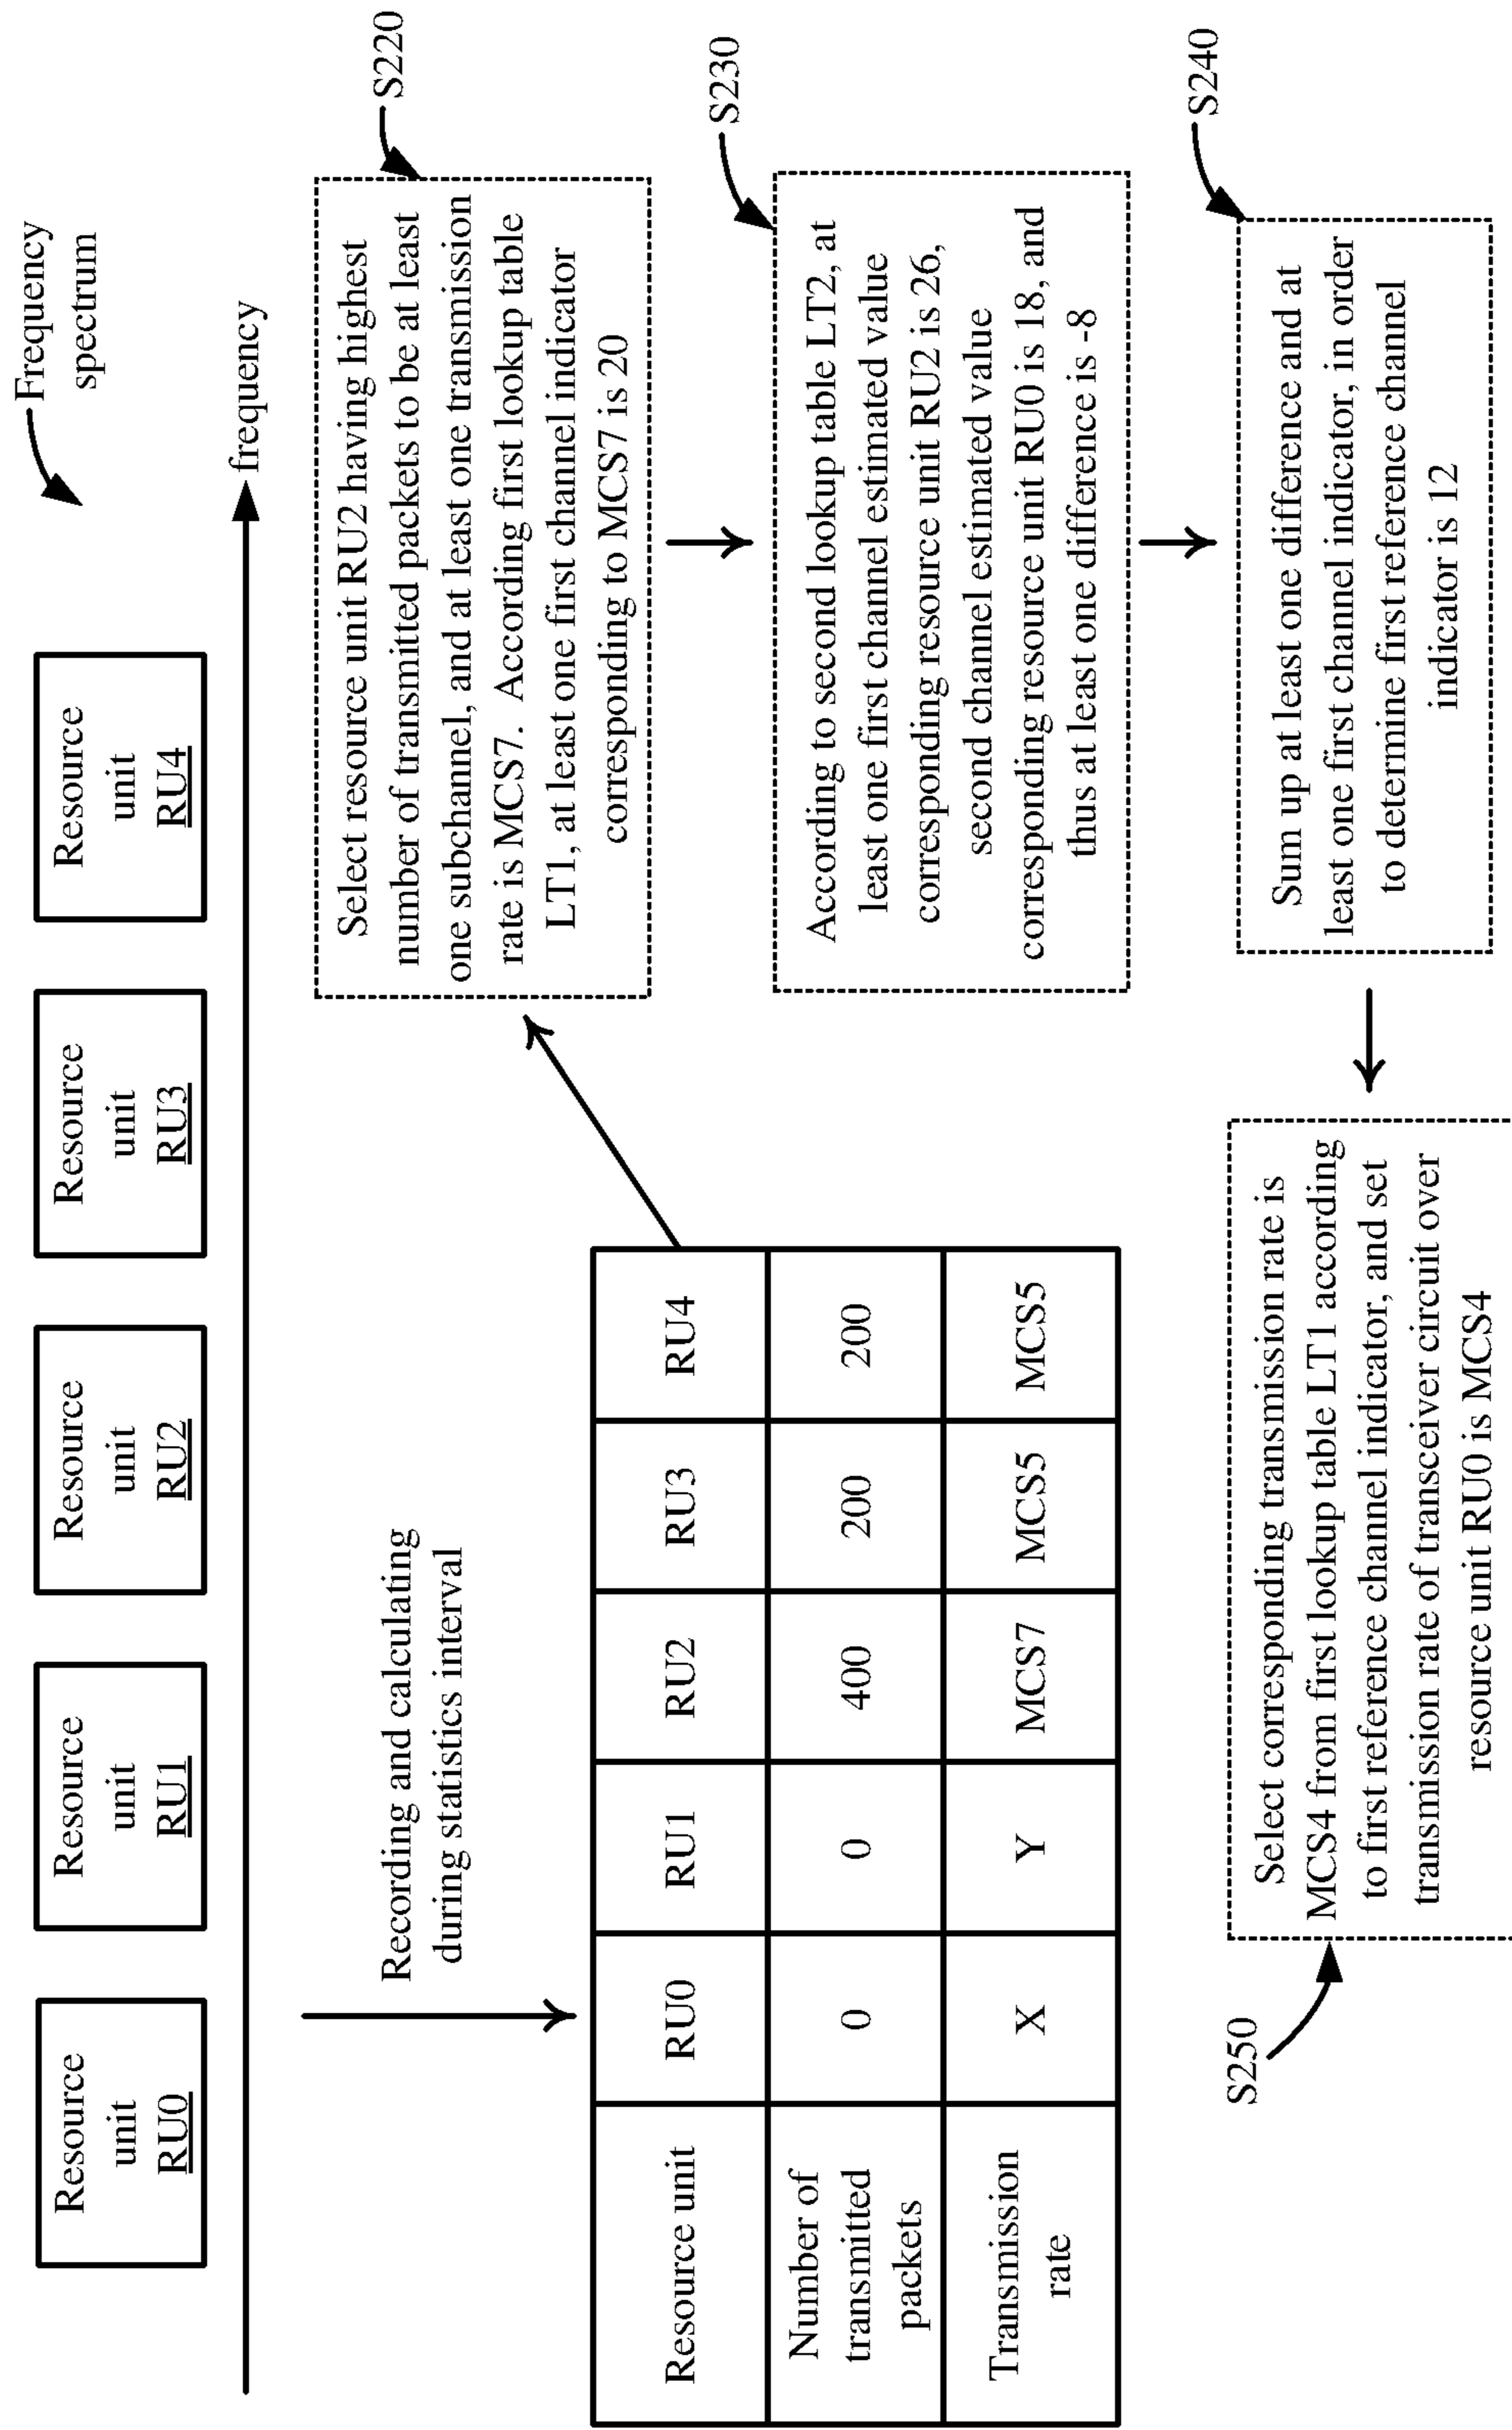 Frequency
spectrum
Resource
unit
RU0
Resource
unit
RU1
Resource
unit
RU2
Resource
unit
RU3
Resource
unit
RU4
frequency
Recording and calculating
during statistics interval
Resource unit RU0 RU1 RU2 RU3 RU4
Number of
transmitted
packets
0 0 400 200 200
Transmission
rate
X Y MCS7 MCS5 MCS5
S220
Select resource unit RU2 having highest
number of transmitted packets to be at least
one subchannel, and at least one transmission
rate is MCS7. According first lookup table
LT1, at least one first channel indicator
corresponding to MCS7 is 20
S230
According to second lookup table LT2, at
least one first channel estimated value
corresponding resource unit RU2 is 26,
second channel estimated value
corresponding resource unit RU0 is 18, and
thus at least one difference is -8
S240
Sum up at least one difference and at
least one first channel indicator, in order
to determine first reference channel
indicator is 12
S250
Select corresponding transmission rate is
MCS4 from first lookup table LT1 according
to first reference channel indicator, and set
transmission rate of transceiver circuit over
resource unit RU0 is MCS4